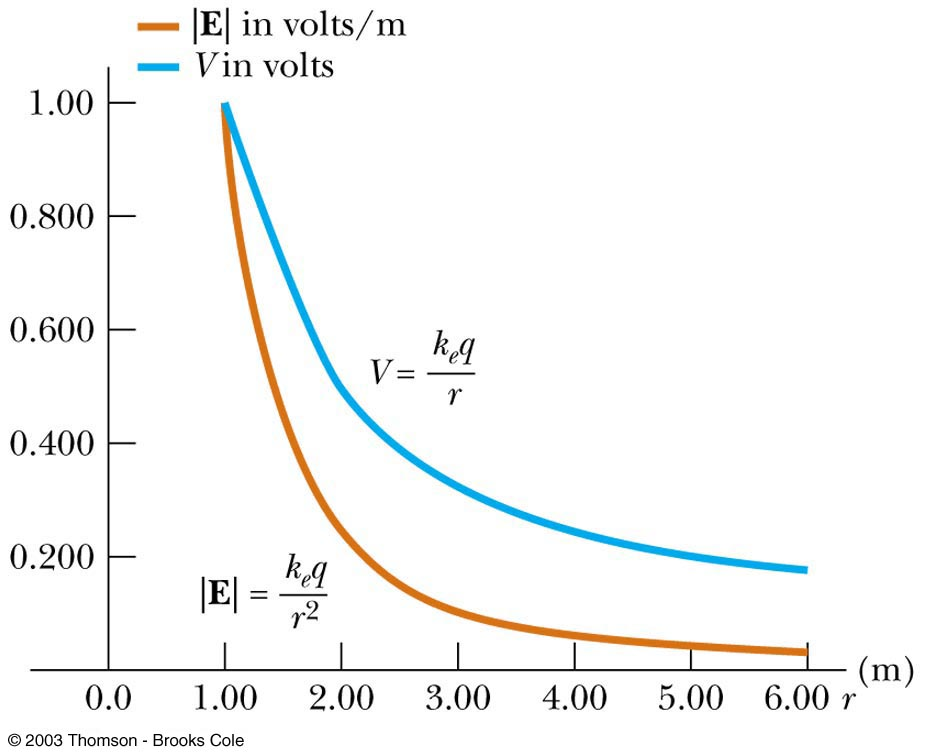 |E| in volts/m
V in volts
1.00
0.800
0.600
0.400
0.200
V = kₑq / r
|E| = kₑq / r²
0.0 1.00 2.00 3.00 4.00 5.00 6.00 r (m)
© 2003 Thomson - Brooks Cole